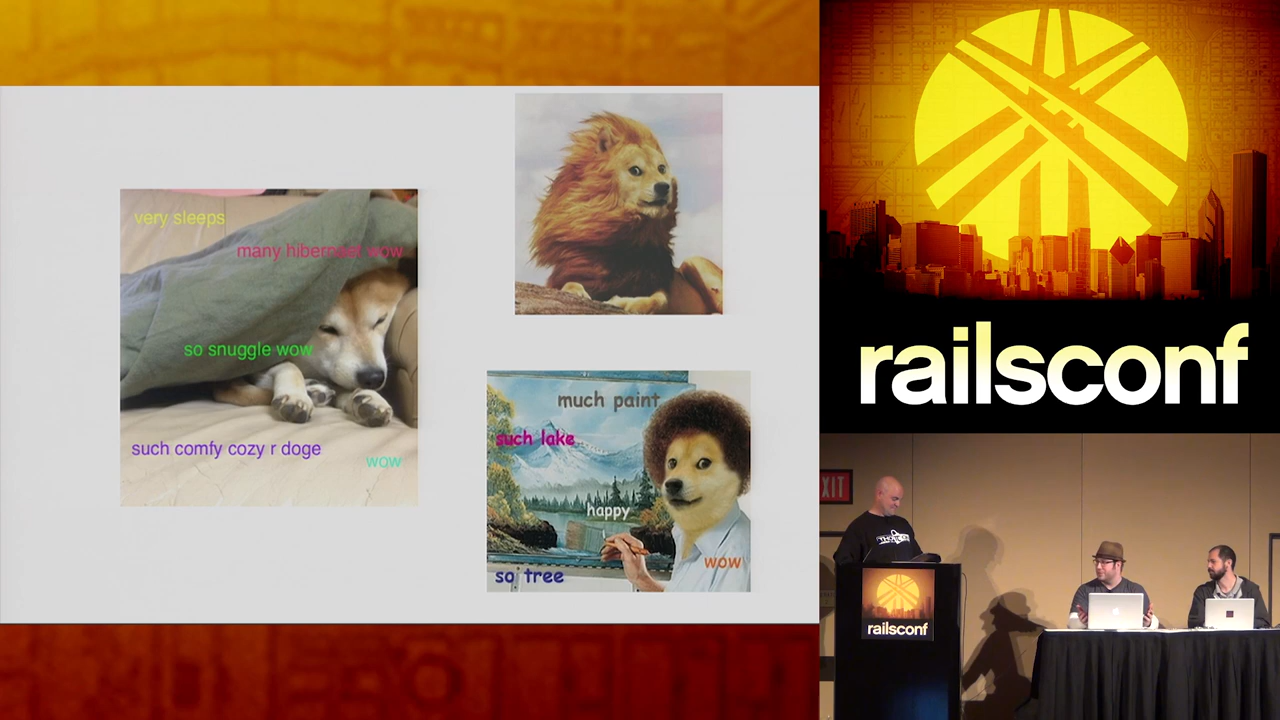 very sleeps
many hiberneet wow
so snuggle wow
such comfy cozy r doge
wow
much paint
such lake
happy
wow
so tree
railsconf
EXIT
railsconf